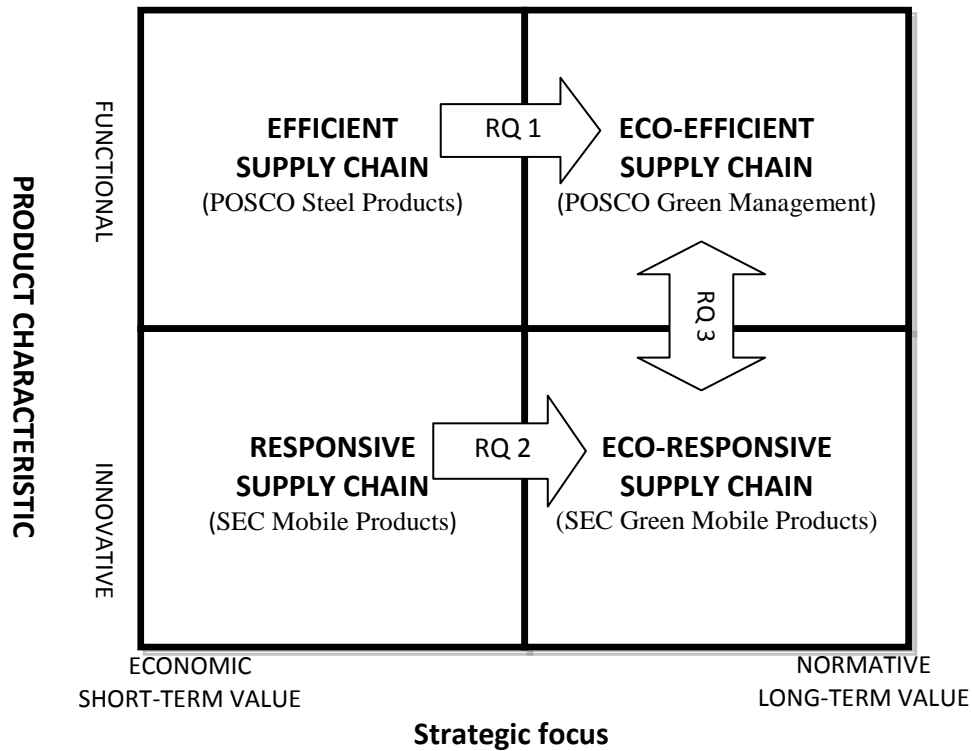 PRODUCT CHARACTERISTIC
FUNCTIONAL
INNOVATIVE
EFFICIENT
SUPPLY CHAIN
(POSCO Steel Products)
RQ 1
ECO-EFFICIENT
SUPPLY CHAIN
(POSCO Green Management)
RQ 3
RESPONSIVE
SUPPLY CHAIN
(SEC Mobile Products)
RQ 2
ECO-RESPONSIVE
SUPPLY CHAIN
(SEC Green Mobile Products)
ECONOMIC
SHORT-TERM VALUE
NORMATIVE
LONG-TERM VALUE
Strategic focus